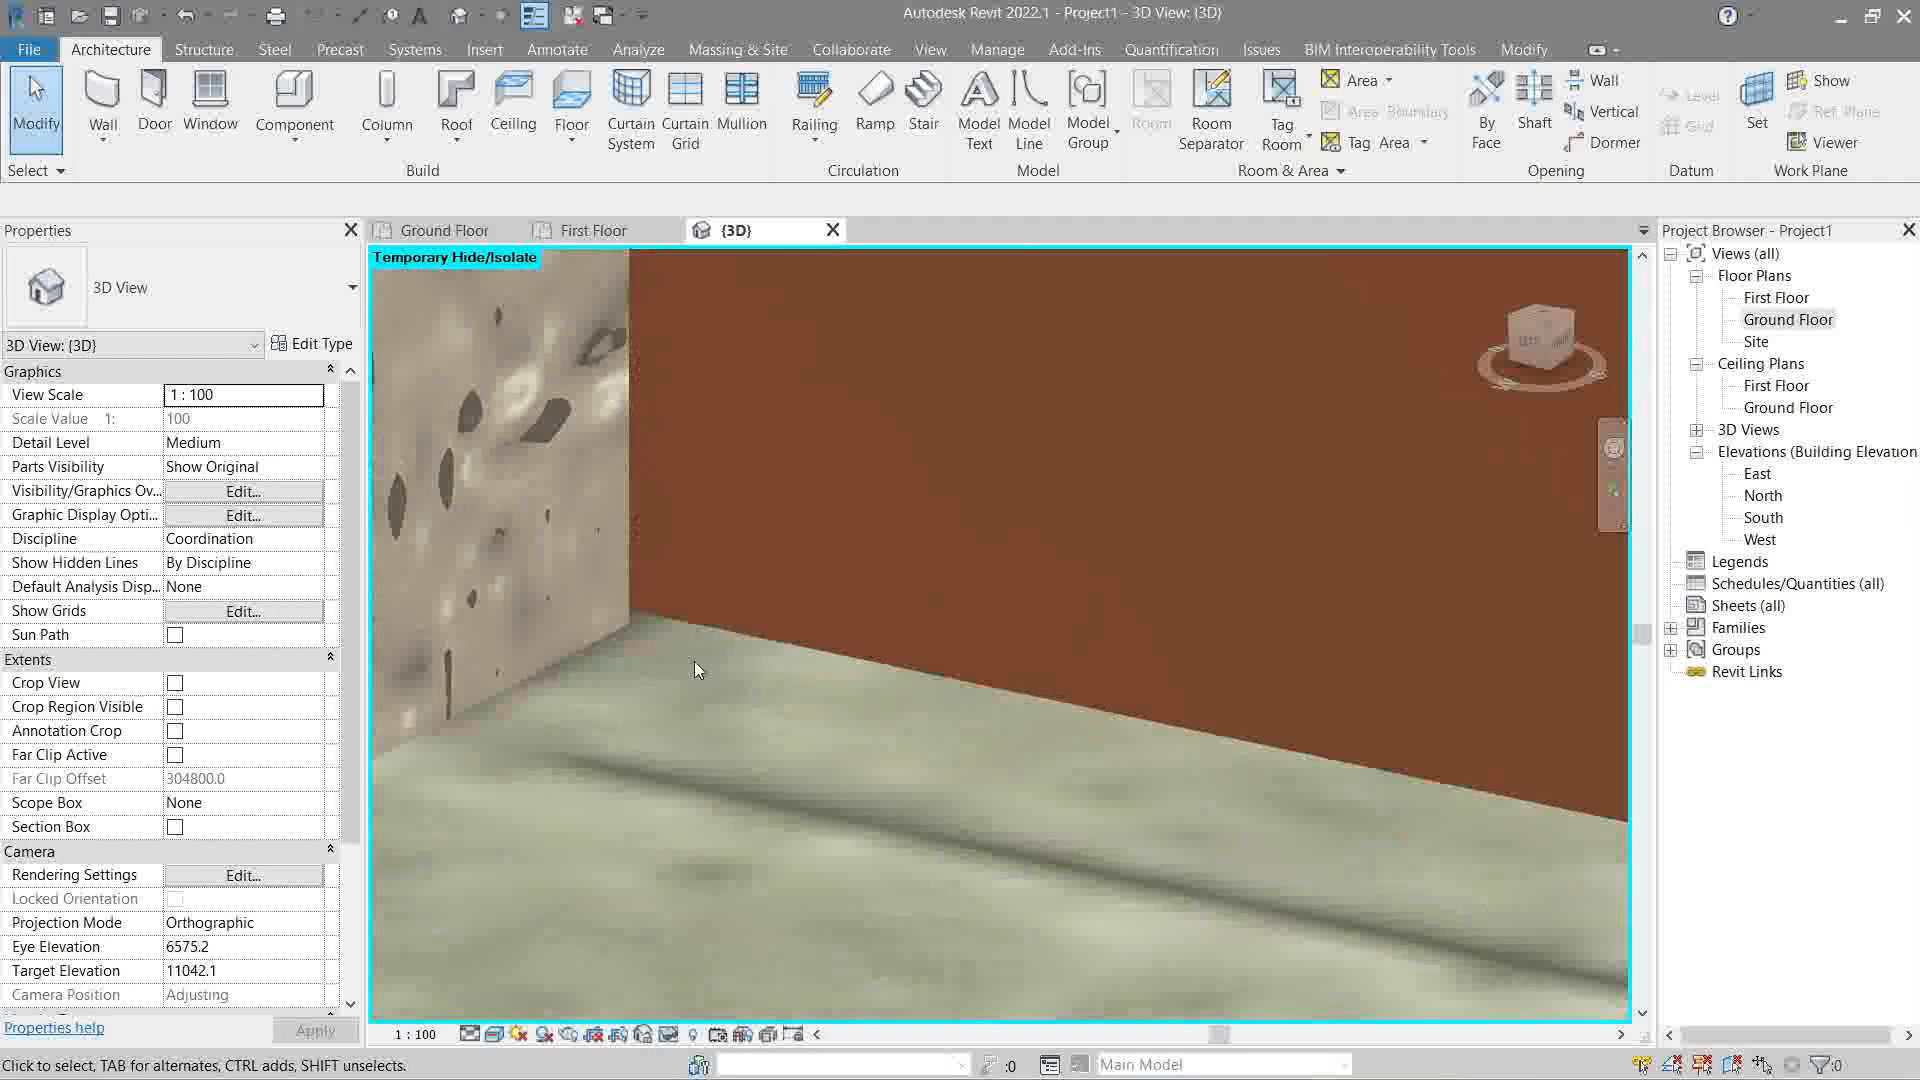 Autodesk Revit 2022.1 - Project1 - 3D View: {3D}
File Architecture Structure Steel Precast Systems Insert Annotate Analyze Massing & Site Collaborate View Manage Add-Ins Quantification Issues BIM Interoperability Tools Modify
Modify Wall Door Window Component Column Roof Ceiling Floor Curtain System Curtain Grid Mullion Railing Ramp Stair Model Text Model Line Model Group Room Room Separator Tag Room Area Area Boundary Tag Area By Face Shaft Wall Vertical Dormer Level Grid Set Show Ref Plane Viewer
Select Build Circulation Model Room & Area Opening Datum Work Plane
Properties
3D View
3D View: {3D}
Edit Type
Graphics
View Scale 1 : 100
Scale Value 1: 100
Detail Level Medium
Parts Visibility Show Original
Visibility/Graphics Ov... Edit...
Graphic Display Opti... Edit...
Discipline Coordination
Show Hidden Lines By Discipline
Default Analysis Disp... None
Show Grids Edit...
Sun Path
Extents
Crop View
Crop Region Visible
Annotation Crop
Far Clip Active
Far Clip Offset 304800.0
Scope Box None
Section Box
Camera
Rendering Settings Edit...
Locked Orientation
Projection Mode Orthographic
Eye Elevation 6575.2
Target Elevation 11042.1
Camera Position Adjusting
Properties help
Apply
Ground Floor First Floor {3D}
Temporary Hide/Isolate
1 : 100
Project Browser - Project1
Views (all)
Floor Plans
First Floor
Ground Floor
Site
Ceiling Plans
First Floor
Ground Floor
3D Views
Elevations (Building Elevation
East
North
South
West
Legends
Schedules/Quantities (all)
Sheets (all)
Families
Groups
Revit Links
Click to select, TAB for alternates, CTRL adds, SHIFT unselects.
:0
Main Model
:0